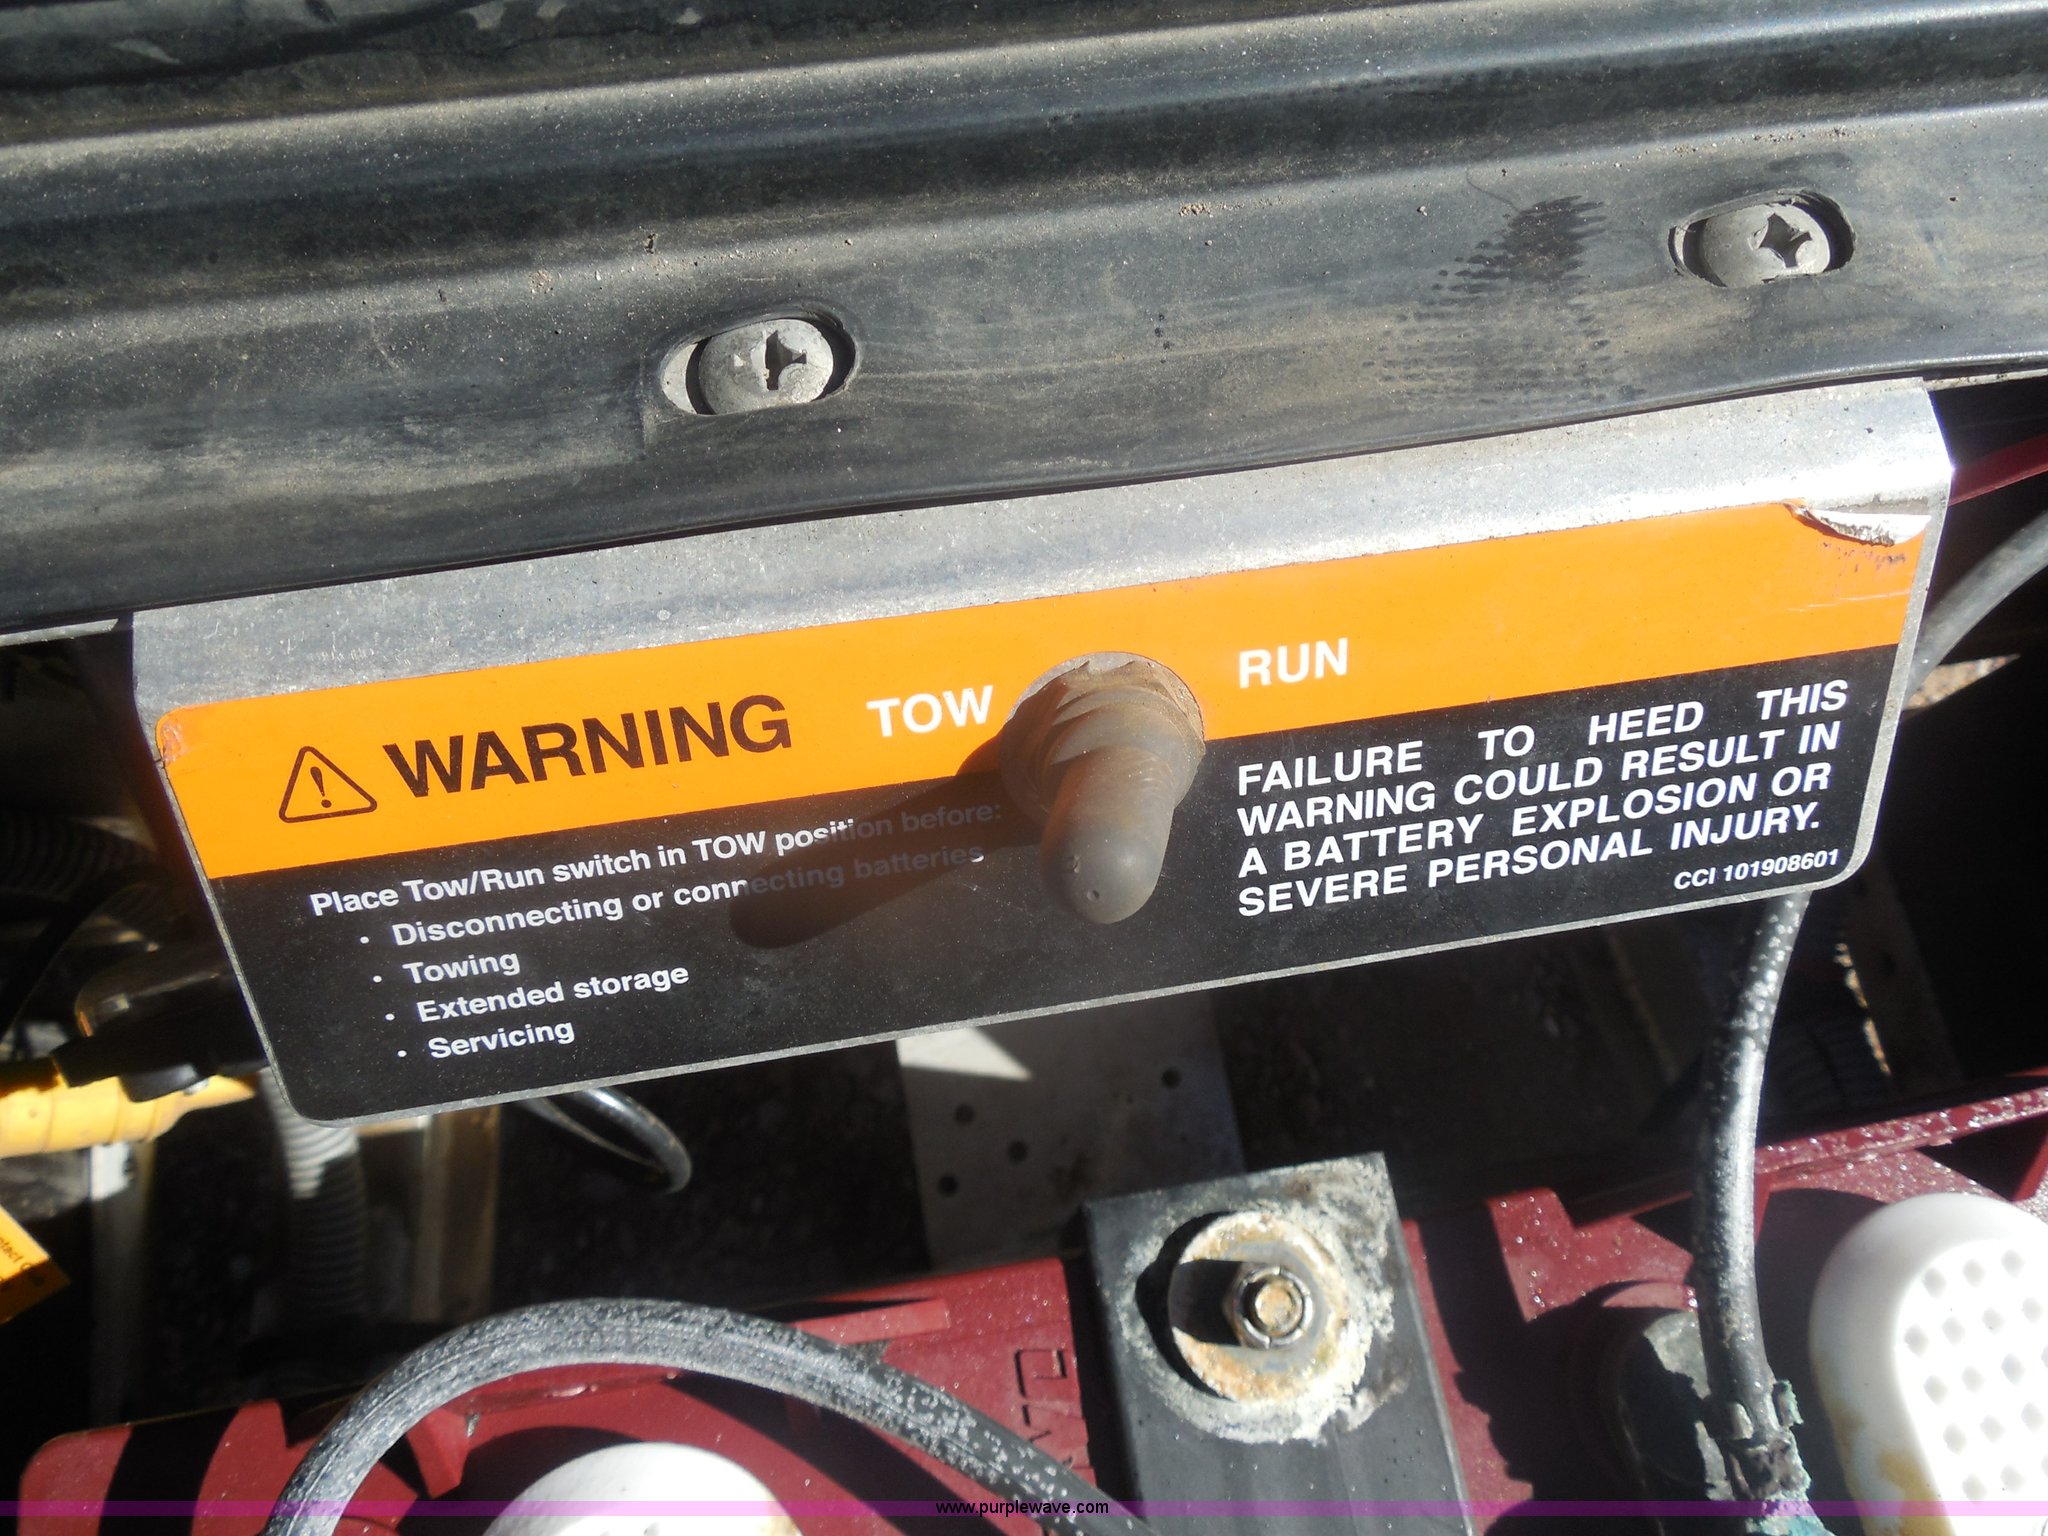 WARNING
TOW
RUN
Place Tow/Run switch in TOW position before:
• Disconnecting or connecting batteries
• Towing
• Extended storage
• Servicing
FAILURE TO HEED THIS
WARNING COULD RESULT IN
A BATTERY EXPLOSION OR
SEVERE PERSONAL INJURY.
CCI 101908601
www.purplewave.com